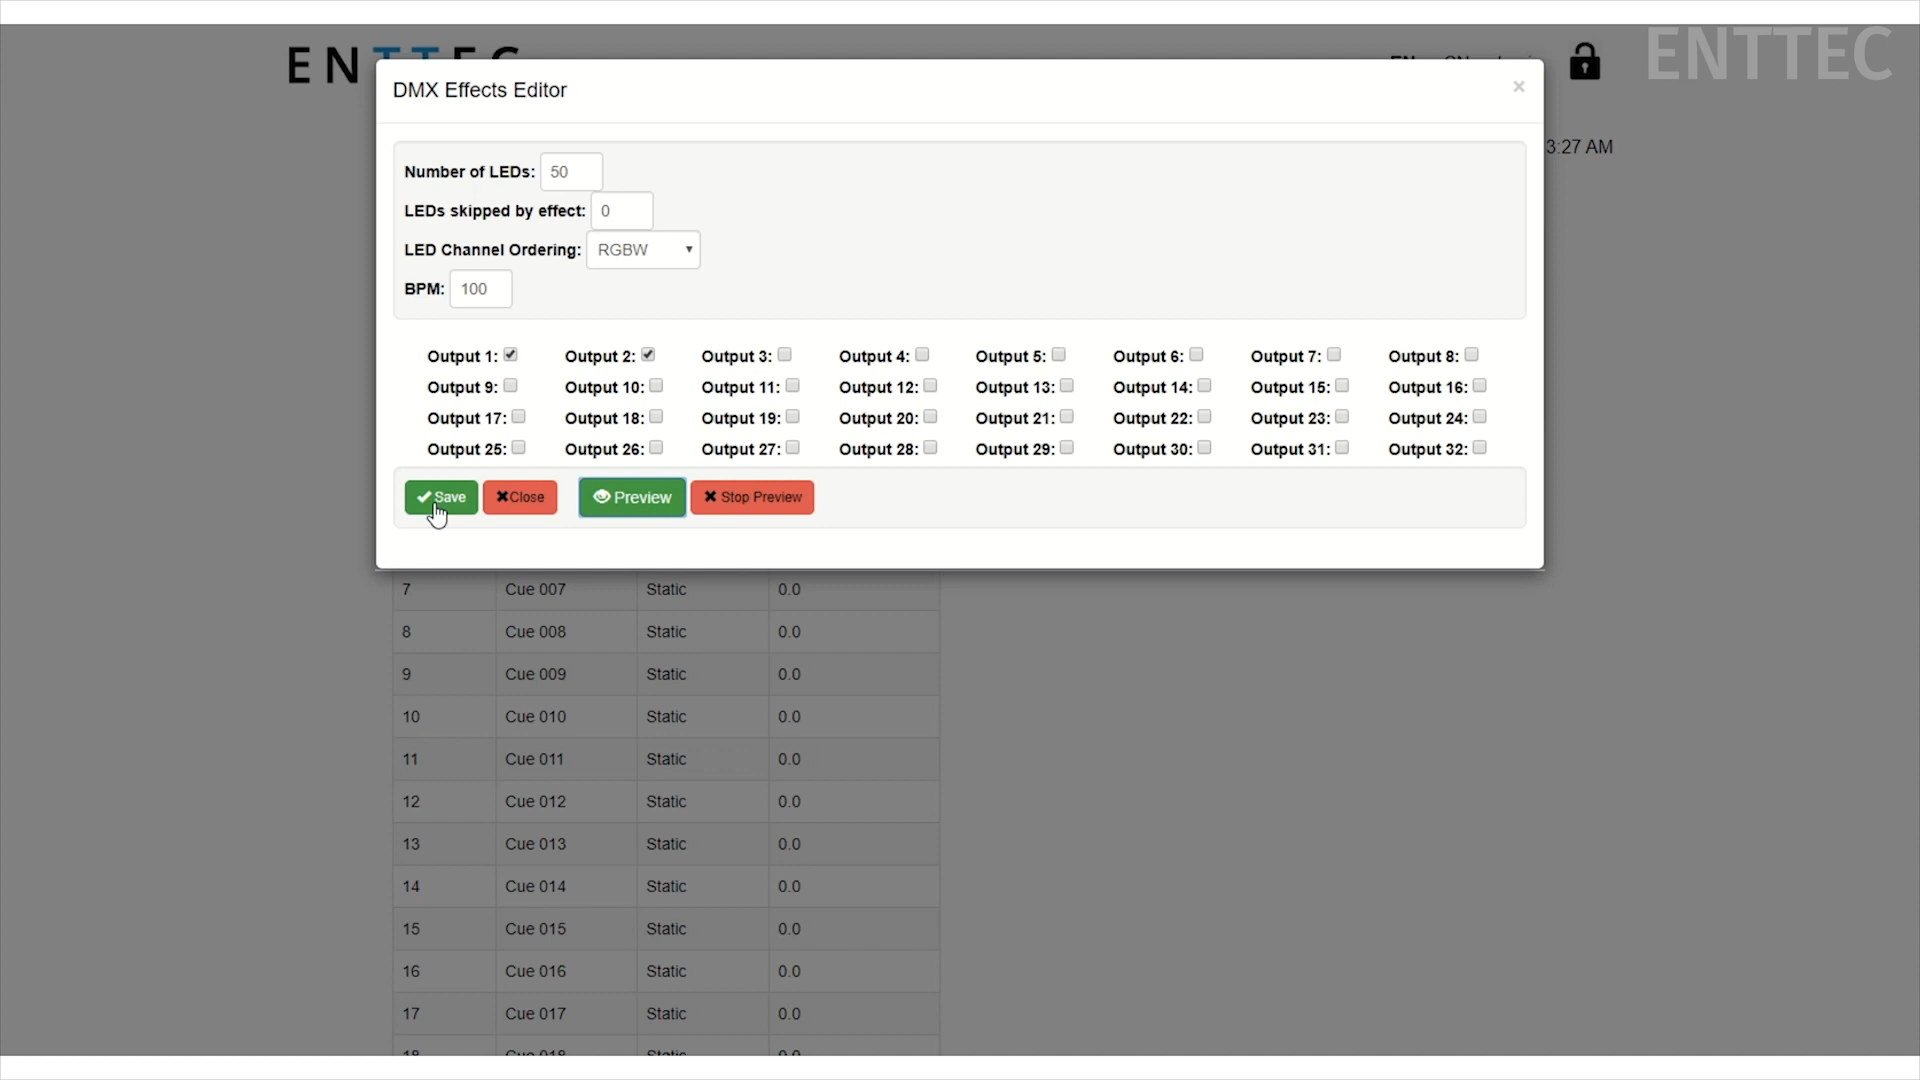 ENTTEC
ENTTEC
DMX Effects Editor
×
3:27 AM
Number of LEDs: 50
LEDs skipped by effect: 0
LED Channel Ordering: RGBW
BPM: 100
Output 1: Output 2: Output 3: Output 4: Output 5: Output 6: Output 7: Output 8:
Output 9: Output 10: Output 11: Output 12: Output 13: Output 14: Output 15: Output 16:
Output 17: Output 18: Output 19: Output 20: Output 21: Output 22: Output 23: Output 24:
Output 25: Output 26: Output 27: Output 28: Output 29: Output 30: Output 31: Output 32:
Save Close Preview Stop Preview
7 Cue 007 Static 0.0
8 Cue 008 Static 0.0
9 Cue 009 Static 0.0
10 Cue 010 Static 0.0
11 Cue 011 Static 0.0
12 Cue 012 Static 0.0
13 Cue 013 Static 0.0
14 Cue 014 Static 0.0
15 Cue 015 Static 0.0
16 Cue 016 Static 0.0
17 Cue 017 Static 0.0
18 Cue 018 Static 0.0